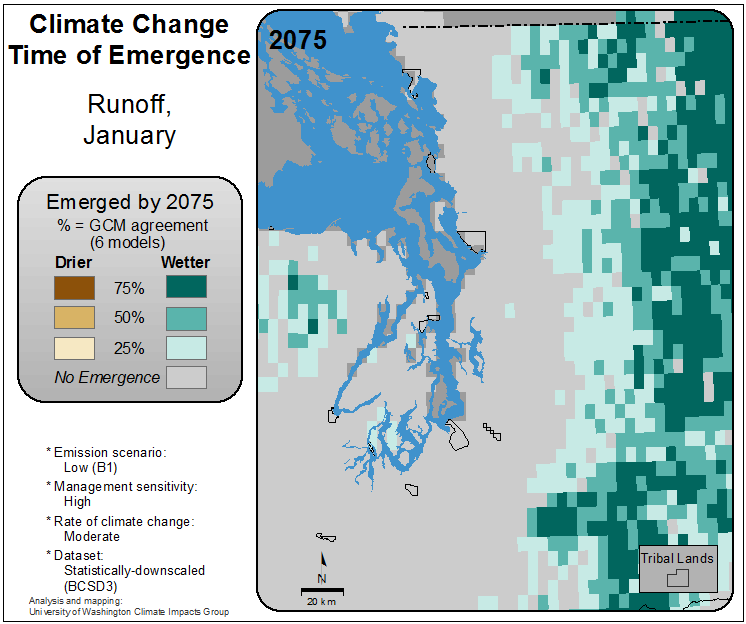 Climate Change
Time of Emergence
Runoff,
January
Emerged by 2075
% = GCM agreement
(6 models)
Drier Wetter
75%
50%
25%
No Emergence
* Emission scenario:
Low (B1)
* Management sensitivity:
High
* Rate of climate change:
Moderate
* Dataset:
Statistically-downscaled
(BCSD3)
Analysis and mapping:
University of Washington Climate Impacts Group
2075
N
20 km
Tribal Lands